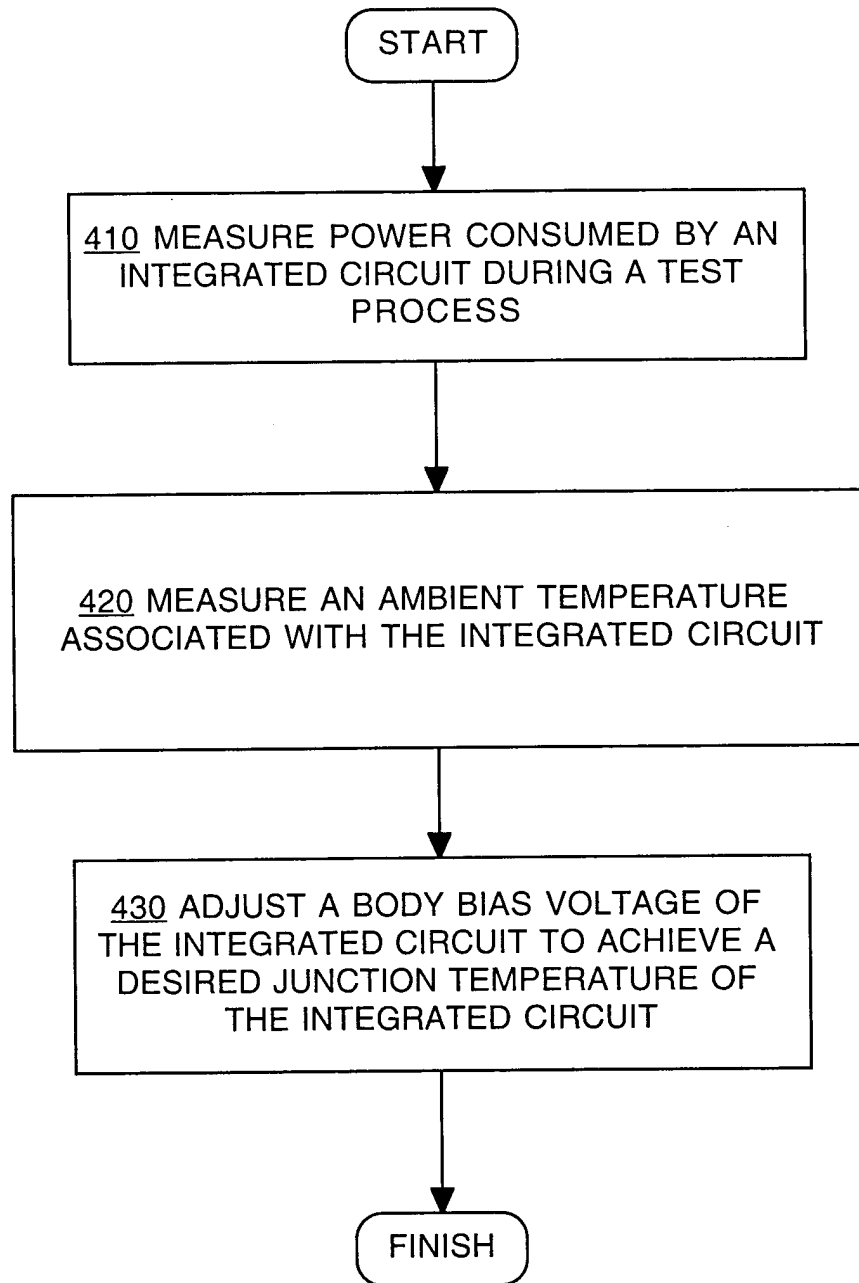 START
410 MEASURE POWER CONSUMED BY AN
INTEGRATED CIRCUIT DURING A TEST
PROCESS
420 MEASURE AN AMBIENT TEMPERATURE
ASSOCIATED WITH THE INTEGRATED CIRCUIT
430 ADJUST A BODY BIAS VOLTAGE OF
THE INTEGRATED CIRCUIT TO ACHIEVE A
DESIRED JUNCTION TEMPERATURE OF
THE INTEGRATED CIRCUIT
FINISH